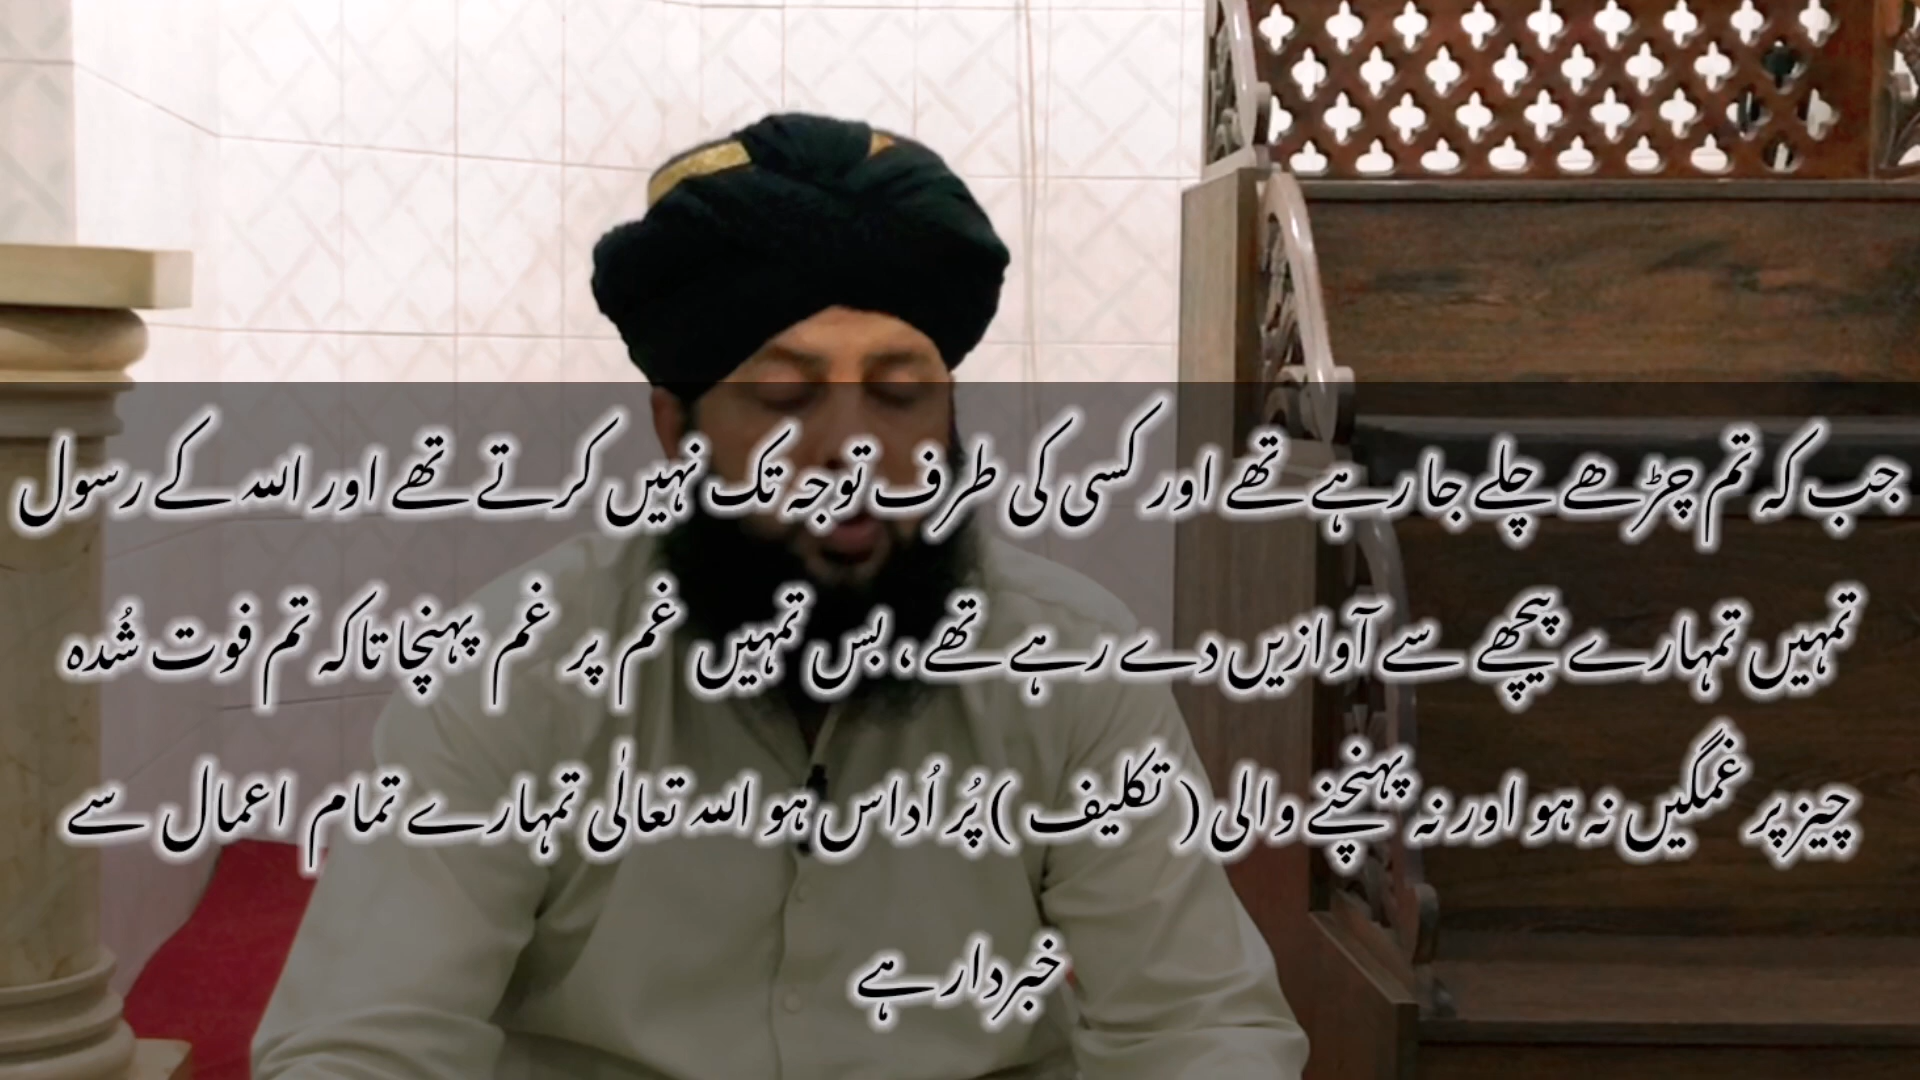 جب کہ تم چڑھے چلے جا رہے تھے اور کسی کی طرف توجہ تک نہیں کرتے تھے اور اللہ کے رسول
تمہیں تمہارے پیچھے سے آوازیں دے رہے تھے ، بس تمہیں غم پر غم پہنچا تاکہ تم فوت شُدہ
چیز پر غمگیں نہ ہو اور نہ پہنچنے والی ( تکلیف ) پُر اُداس ہو اللہ تعالٰی تمہارے تمام اعمال سے
خبردار ہے